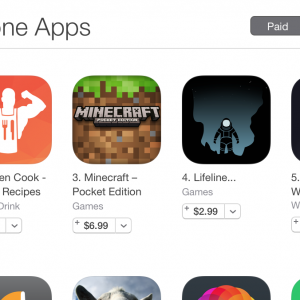 one Apps
Paid
MINECRAFT
POCKET EDITION
en Cook -
Recipes
Drink
3. Minecraft –
Pocket Edition
Games
+ $6.99
4. Lifeline...
Games
+ $2.99
5.
W
W
+